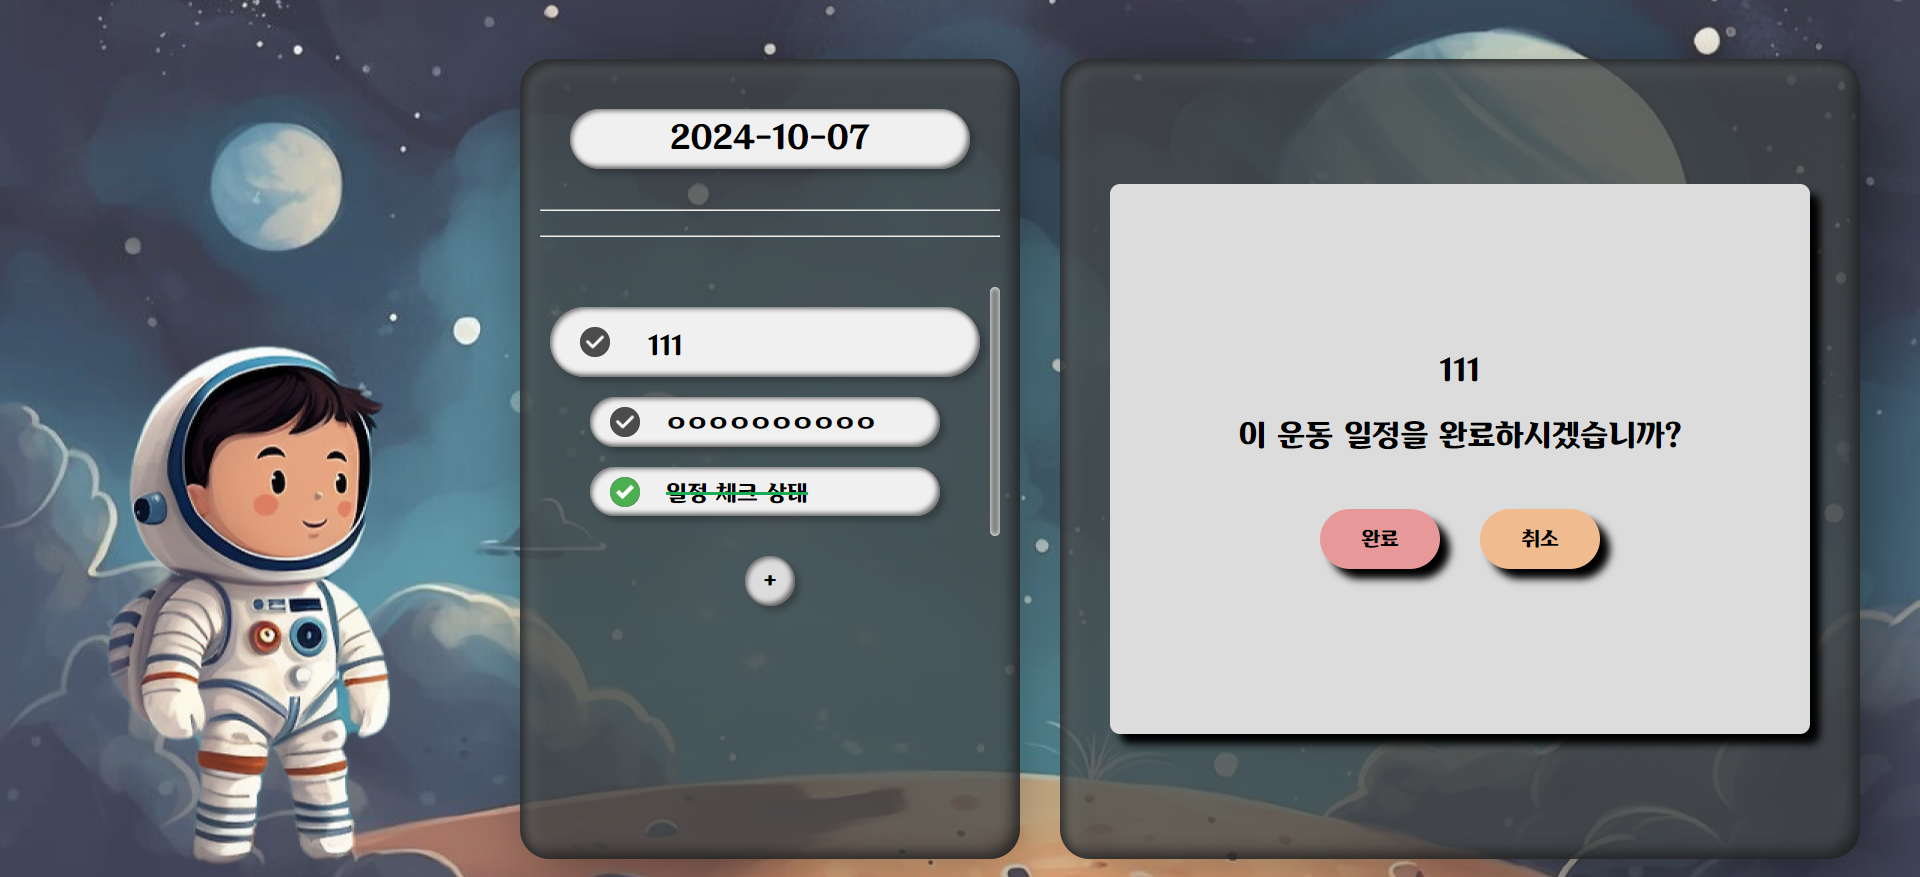 2024-10-07
111
ㅇㅇㅇㅇㅇㅇㅇㅇㅇㅇ
일정 체크 상태
+
111
이 운동 일정을 완료하시겠습니까?
완료
취소